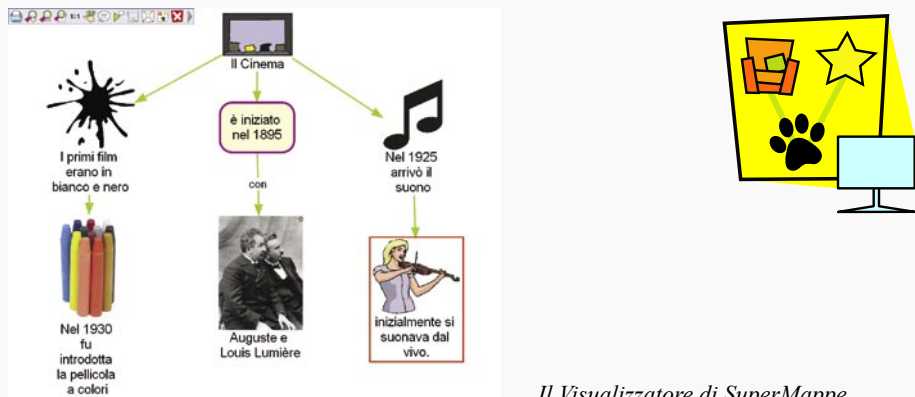 Il Cinema
è iniziato
nel 1895
I primi film
erano in
bianco e nero
Nel 1925
arrivò il
suono
con
Nel 1930
fu
introdotta
la pellicola
a colori
Auguste e
Louis Lumière
inizialmente si
suonava dal
vivo.
Il Visualizzatore di SuperMappe